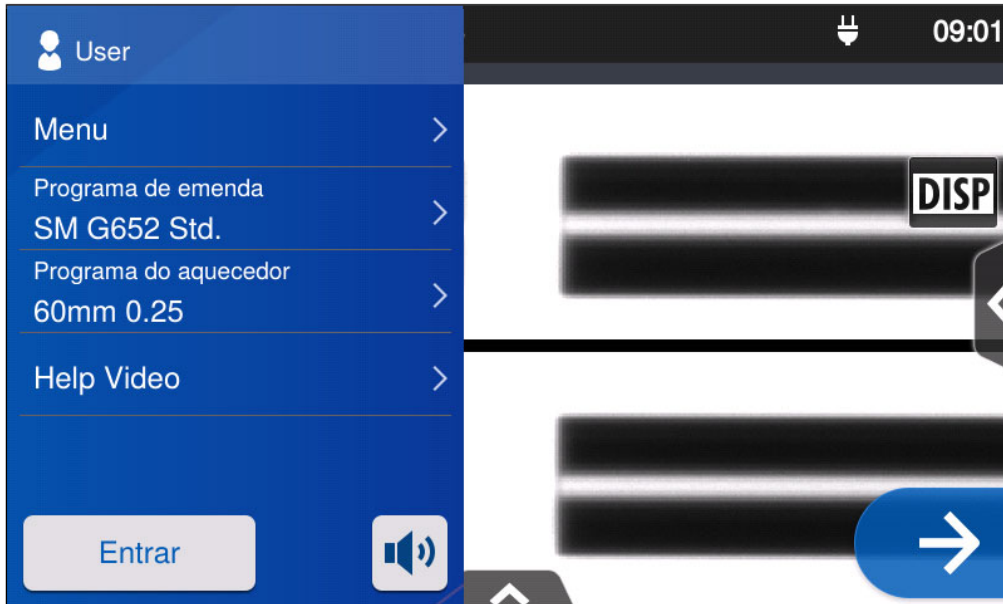 User
09:01
Menu
Programa de emenda
SM G652 Std.
DISP
Programa do aquecedor
60mm 0.25
Help Video
Entrar